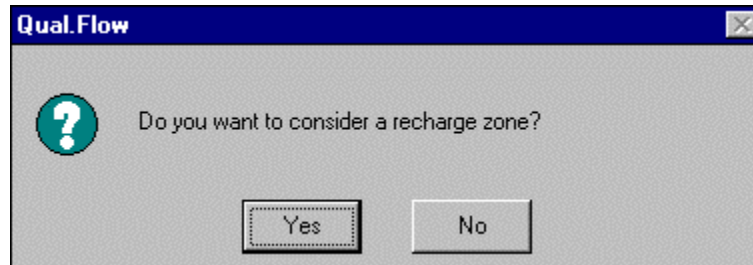 Qual.Flow
Do you want to consider a recharge zone?
Yes No